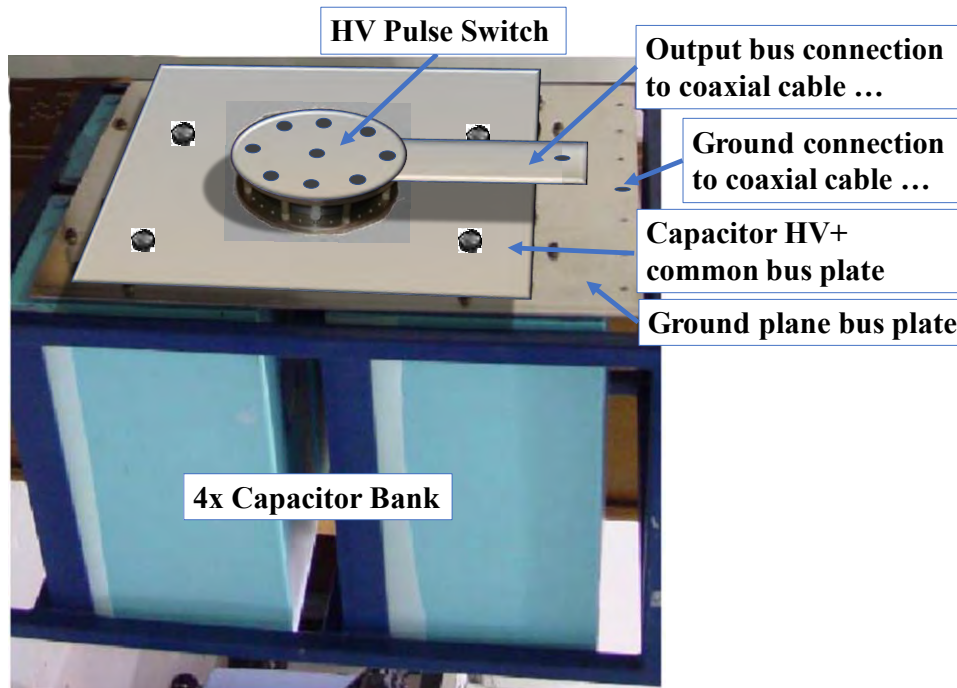 HV Pulse Switch
Output bus connection
to coaxial cable …
Ground connection
to coaxial cable …
Capacitor HV+
common bus plate
Ground plane bus plate
4x Capacitor Bank